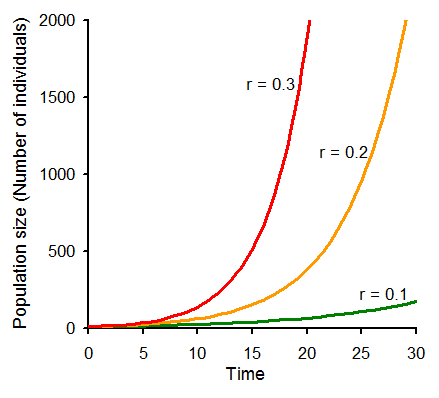 Population size (Number of individuals)
2000
1500
1000
500
0
r = 0.3
r = 0.2
r = 0.1
0 5 10 15 20 25 30
Time